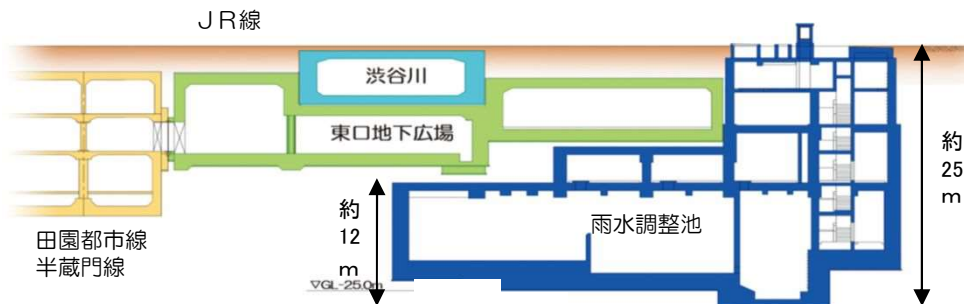 ＪＲ線
渋谷川
東口地下広場
約
25
ｍ
約
12
ｍ
雨水調整池
田園都市線
半蔵門線
▽GL-25.0m